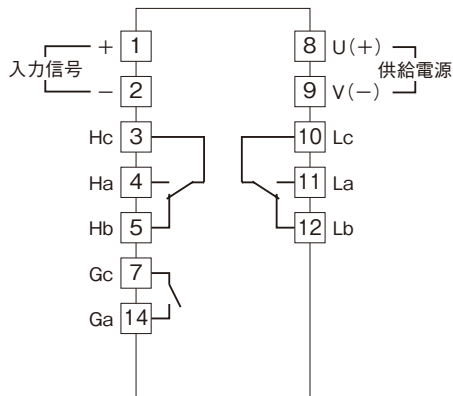 入力信号
+ 1
− 2
Hc 3
Ha 4
Hb 5
Gc 7
Ga 14
8 U(+)
9 V(−)
供給電源
10 Lc
11 La
12 Lb